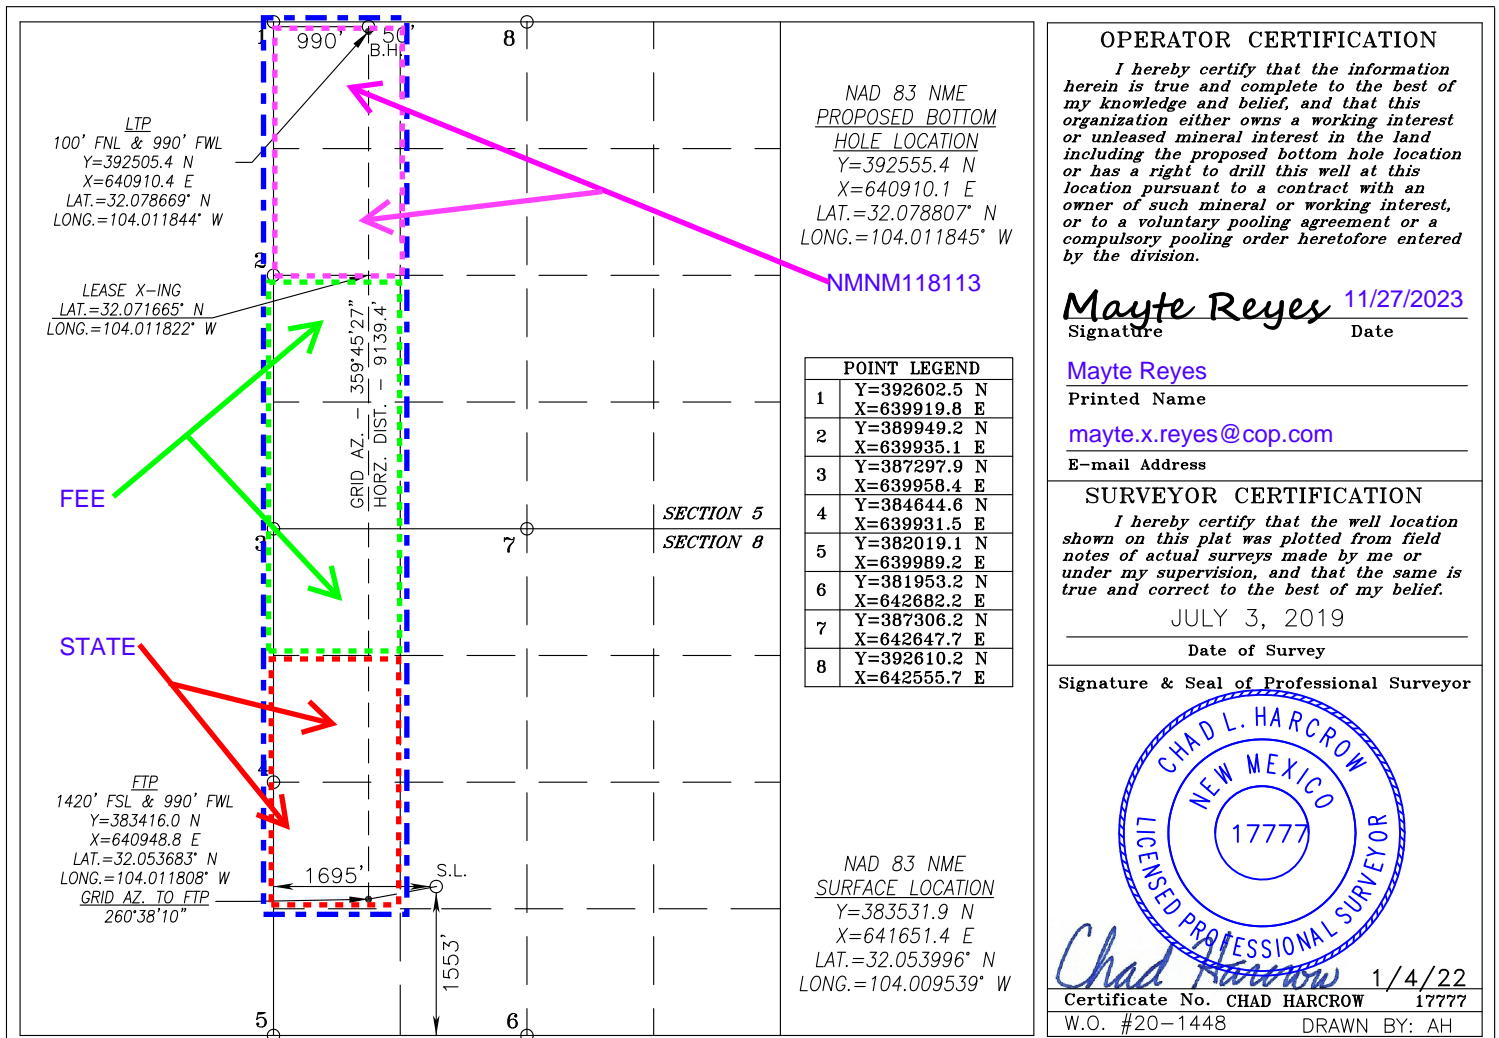 1
990'
50'
B.H.
8
LTP
100' FNL & 990' FWL
Y=392505.4 N
X=640910.4 E
LAT.=32.078669° N
LONG.=104.011844° W
2
LEASE X-ING
LAT.=32.071665° N
LONG.=104.011822° W
GRID AZ. - 359°45'27"
HORZ. DIST. - 9139.4'
FEE
SECTION 5
SECTION 8
3
7
STATE
4
FTP
1420' FSL & 990' FWL
Y=383416.0 N
X=640948.8 E
LAT.=32.053683° N
LONG.=104.011808° W
GRID AZ. TO FTP
260°38'10"
1695'
S.L.
1553'
5
6
NAD 83 NME
PROPOSED BOTTOM
HOLE LOCATION
Y=392555.4 N
X=640910.1 E
LAT.=32.078807° N
LONG.=104.011845° W
NMNM118113
POINT LEGEND
1 Y=392602.5 N
X=639919.8 E
2 Y=389949.2 N
X=639935.1 E
3 Y=387297.9 N
X=639958.4 E
4 Y=384644.6 N
X=639931.5 E
5 Y=382019.1 N
X=639989.2 E
6 Y=381953.2 N
X=642682.2 E
7 Y=387306.2 N
X=642647.7 E
8 Y=392610.2 N
X=642555.7 E
NAD 83 NME
SURFACE LOCATION
Y=383531.9 N
X=641651.4 E
LAT.=32.053996° N
LONG.=104.009539° W
OPERATOR CERTIFICATION
I hereby certify that the information
herein is true and complete to the best of
my knowledge and belief, and that this
organization either owns a working interest
or unleased mineral interest in the land
including the proposed bottom hole location
or has a right to drill this well at this
location pursuant to a contract with an
owner of such mineral or working interest,
or to a voluntary pooling agreement or a
compulsory pooling order heretofore entered
by the division.
Mayte Reyes 11/27/2023
Signature Date
Mayte Reyes
Printed Name
mayte.x.reyes@cop.com
E-mail Address
SURVEYOR CERTIFICATION
I hereby certify that the well location
shown on this plat was plotted from field
notes of actual surveys made by me or
under my supervision, and that the same is
true and correct to the best of my belief.
JULY 3, 2019
Date of Survey
Signature & Seal of Professional Surveyor
CHAD L. HARCROW
NEW MEXICO
17777
LICENSED PROFESSIONAL SURVEYOR
Chad Harcrow 1/4/22
Certificate No. CHAD HARCROW 17777
W.O. #20-1448 DRAWN BY: AH